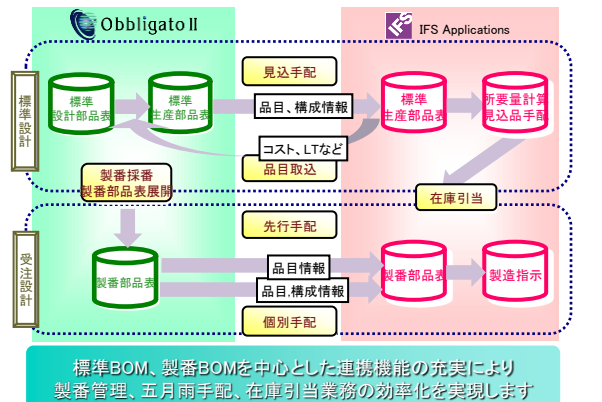 Obbligato II
IFS
IFS Applications
見込手配
標準設計
標準
設計部品表
標準
生産部品表
品目、構成情報
標準
生産部品表
所要量計算
見込品手配
コスト、LTなど
品目取込
製番採番
製番部品表展開
在庫引当
先行手配
受注設計
製番部品表
品目情報
品目,構成情報
製番部品表
製造指示
個別手配
標準BOM、製番BOMを中心とした連携機能の充実により
製番管理、五月雨手配、在庫引当業務の効率化を実現します